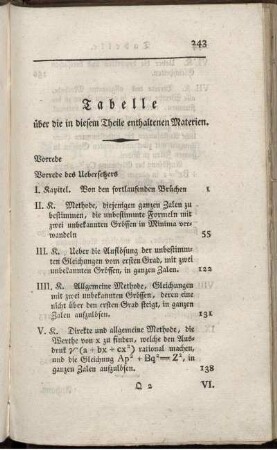 243
Tabelle
über die in diesem Theile enthaltenen Materien.
Vorrede
Vorrede des Uebersetzers
I. Kapitel. Von den fortlaufenden Brüchen 1
II. K. Methode, diejenigen ganzen Zalen zu
bestimmen, die unbestimmte Formeln mit
zwei unbekannten Grössen in Minima ver-
wandeln 55
III. K. Ueber die Auflösung der unbestimm-
ten Gleichungen vom ersten Grad, mit zwei
unbekannten Grössen, in ganzen Zalen. 122
IIII. K. Allgemeine Methode, Gleichungen
mit zwei unbekannten Grössen, deren eine
nicht über den ersten Grad steigt, in ganzen
Zalen aufzulösen. 131
V. K. Direkte und allgemeine Methode, die
Werthe von x zu finden, welche den Aus-
druk √(a + bx + cx²) rational machen,
und die Gleichung Ap² + Bq² = Z², in ganzen
Zalen, aufzulösen. 138
Q 2 VI.